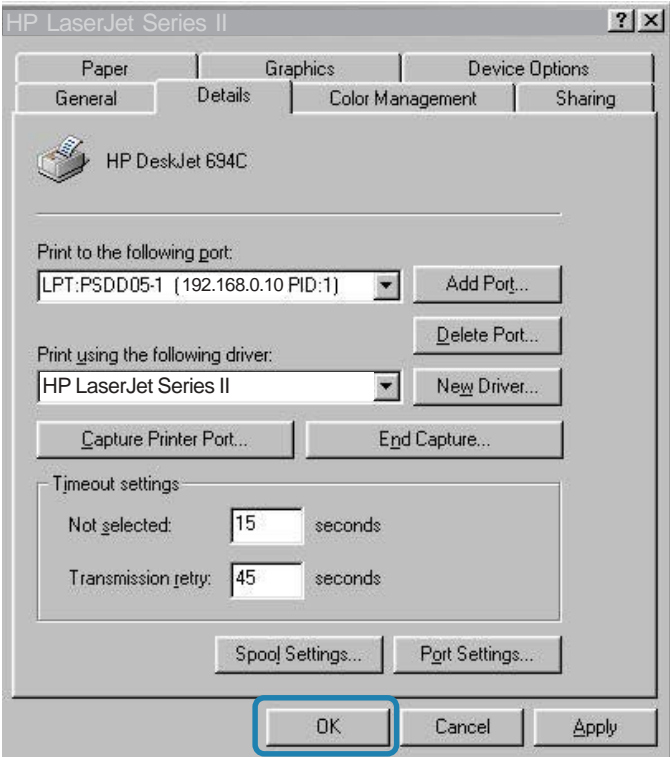 HP LaserJet Series II
? X
Paper Graphics Device Options
General Details Color Management Sharing
HP DeskJet 694C
Print to the following port:
LPT:PSDD05-1 (192.168.0.10 PID:1) Add Port...
Delete Port...
Print using the following driver:
HP LaserJet Series II New Driver...
Capture Printer Port... End Capture...
Timeout settings
Not selected: 15 seconds
Transmission retry: 45 seconds
Spool Settings... Port Settings...
OK Cancel Apply